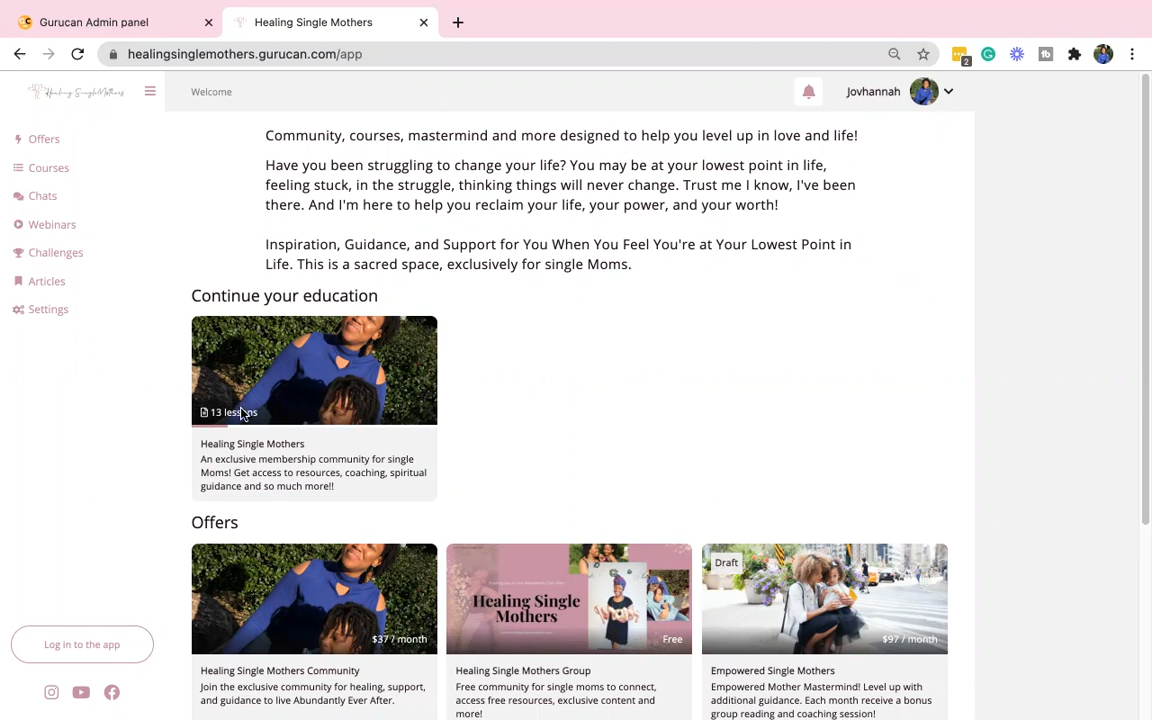 Gurucan Admin panel
Healing Single Mothers
healingsinglemothers.gurucan.com/app
2
Healing Single Mothers
Welcome
Jovhannah
Offers
Courses
Chats
Webinars
Challenges
Articles
Settings
Log in to the app
Community, courses, mastermind and more designed to help you level up in love and life!
Have you been struggling to change your life? You may be at your lowest point in life,
feeling stuck, in the struggle, thinking things will never change. Trust me I know, I've been
there. And I'm here to help you reclaim your life, your power, and your worth!
Inspiration, Guidance, and Support for You When You Feel You're at Your Lowest Point in
Life. This is a sacred space, exclusively for single Moms.
Continue your education
13 lessons
Healing Single Mothers
An exclusive membership community for single
Moms! Get access to resources, coaching, spiritual
guidance and so much more!!
Offers
$37 / month
Healing Single Mothers Community
Join the exclusive community for healing, support,
and guidance to live Abundantly Ever After.
Healing Single
Mothers
Free
Healing Single Mothers Group
Free community for single moms to connect,
access free resources, exclusive content and
more!
Draft
$97 / month
Empowered Single Mothers
Empowered Mother Mastermind! Level up with
additional guidance. Each month receive a bonus
group reading and coaching session!